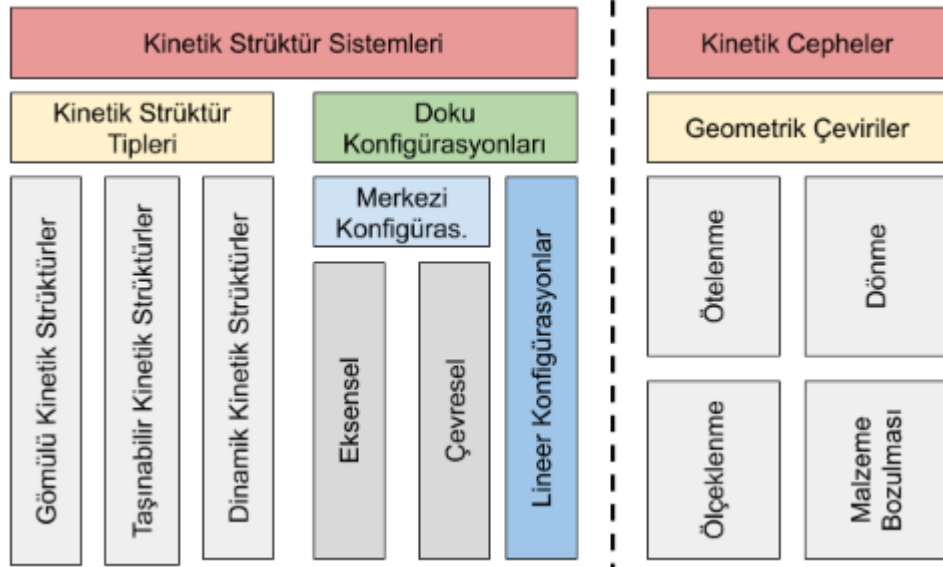 Kinetik Strüktür Sistemleri
Kinetik Cepheler
Kinetik Strüktür
Tipleri
Doku
Konfigürasyonları
Geometrik Çeviriler
Gömülü Kinetik Strüktürler
Taşınabilir Kinetik Strüktürler
Dinamik Kinetik Strüktürler
Merkezi
Konfigüras.
Eksensel
Çevresel
Lineer Konfigürasyonlar
Ötelenme
Dönme
Ölçeklenme
Malzeme
Bozulması